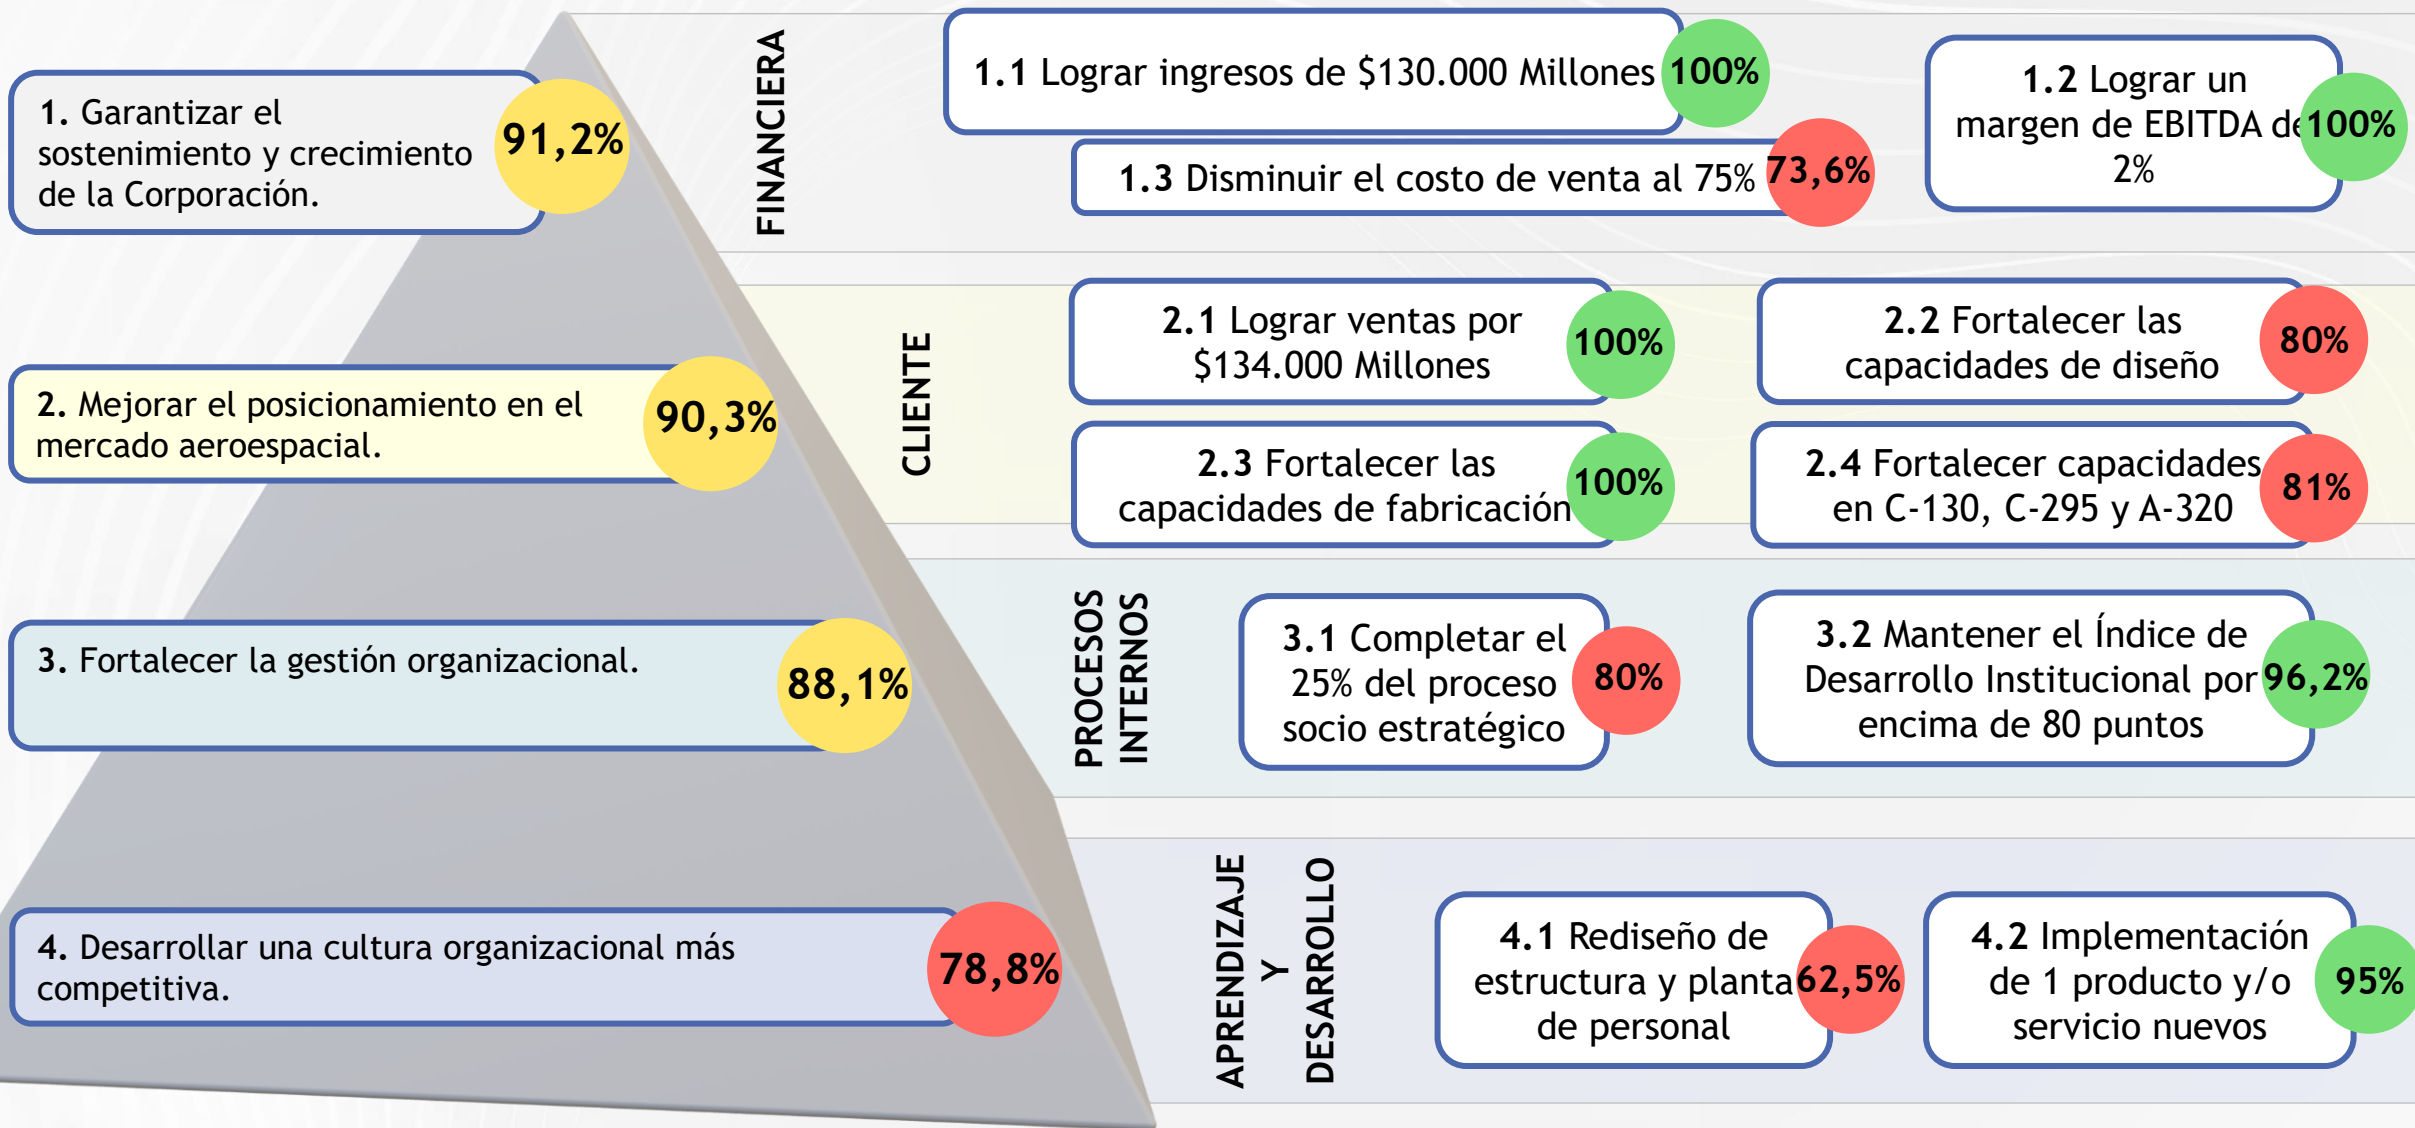 1. Garantizar el
sostenimiento y crecimiento
de la Corporación.
91,2%
FINANCIERA
1.1 Lograr ingresos de $130.000 Millones
100%
1.2 Lograr un
margen de EBITDA de
2%
100%
1.3 Disminuir el costo de venta al 75%
73,6%
2. Mejorar el posicionamiento en el
mercado aeroespacial.
90,3%
CLIENTE
2.1 Lograr ventas por
$134.000 Millones
100%
2.2 Fortalecer las
capacidades de diseño
80%
2.3 Fortalecer las
capacidades de fabricación
100%
2.4 Fortalecer capacidades
en C-130, C-295 y A-320
81%
3. Fortalecer la gestión organizacional.
88,1%
PROCESOS
INTERNOS
3.1 Completar el
25% del proceso
socio estratégico
80%
3.2 Mantener el Índice de
Desarrollo Institucional por
encima de 80 puntos
96,2%
4. Desarrollar una cultura organizacional más
competitiva.
78,8%
APRENDIZAJE
Y
DESARROLLO
4.1 Rediseño de
estructura y planta
de personal
62,5%
4.2 Implementación
de 1 producto y/o
servicio nuevos
95%